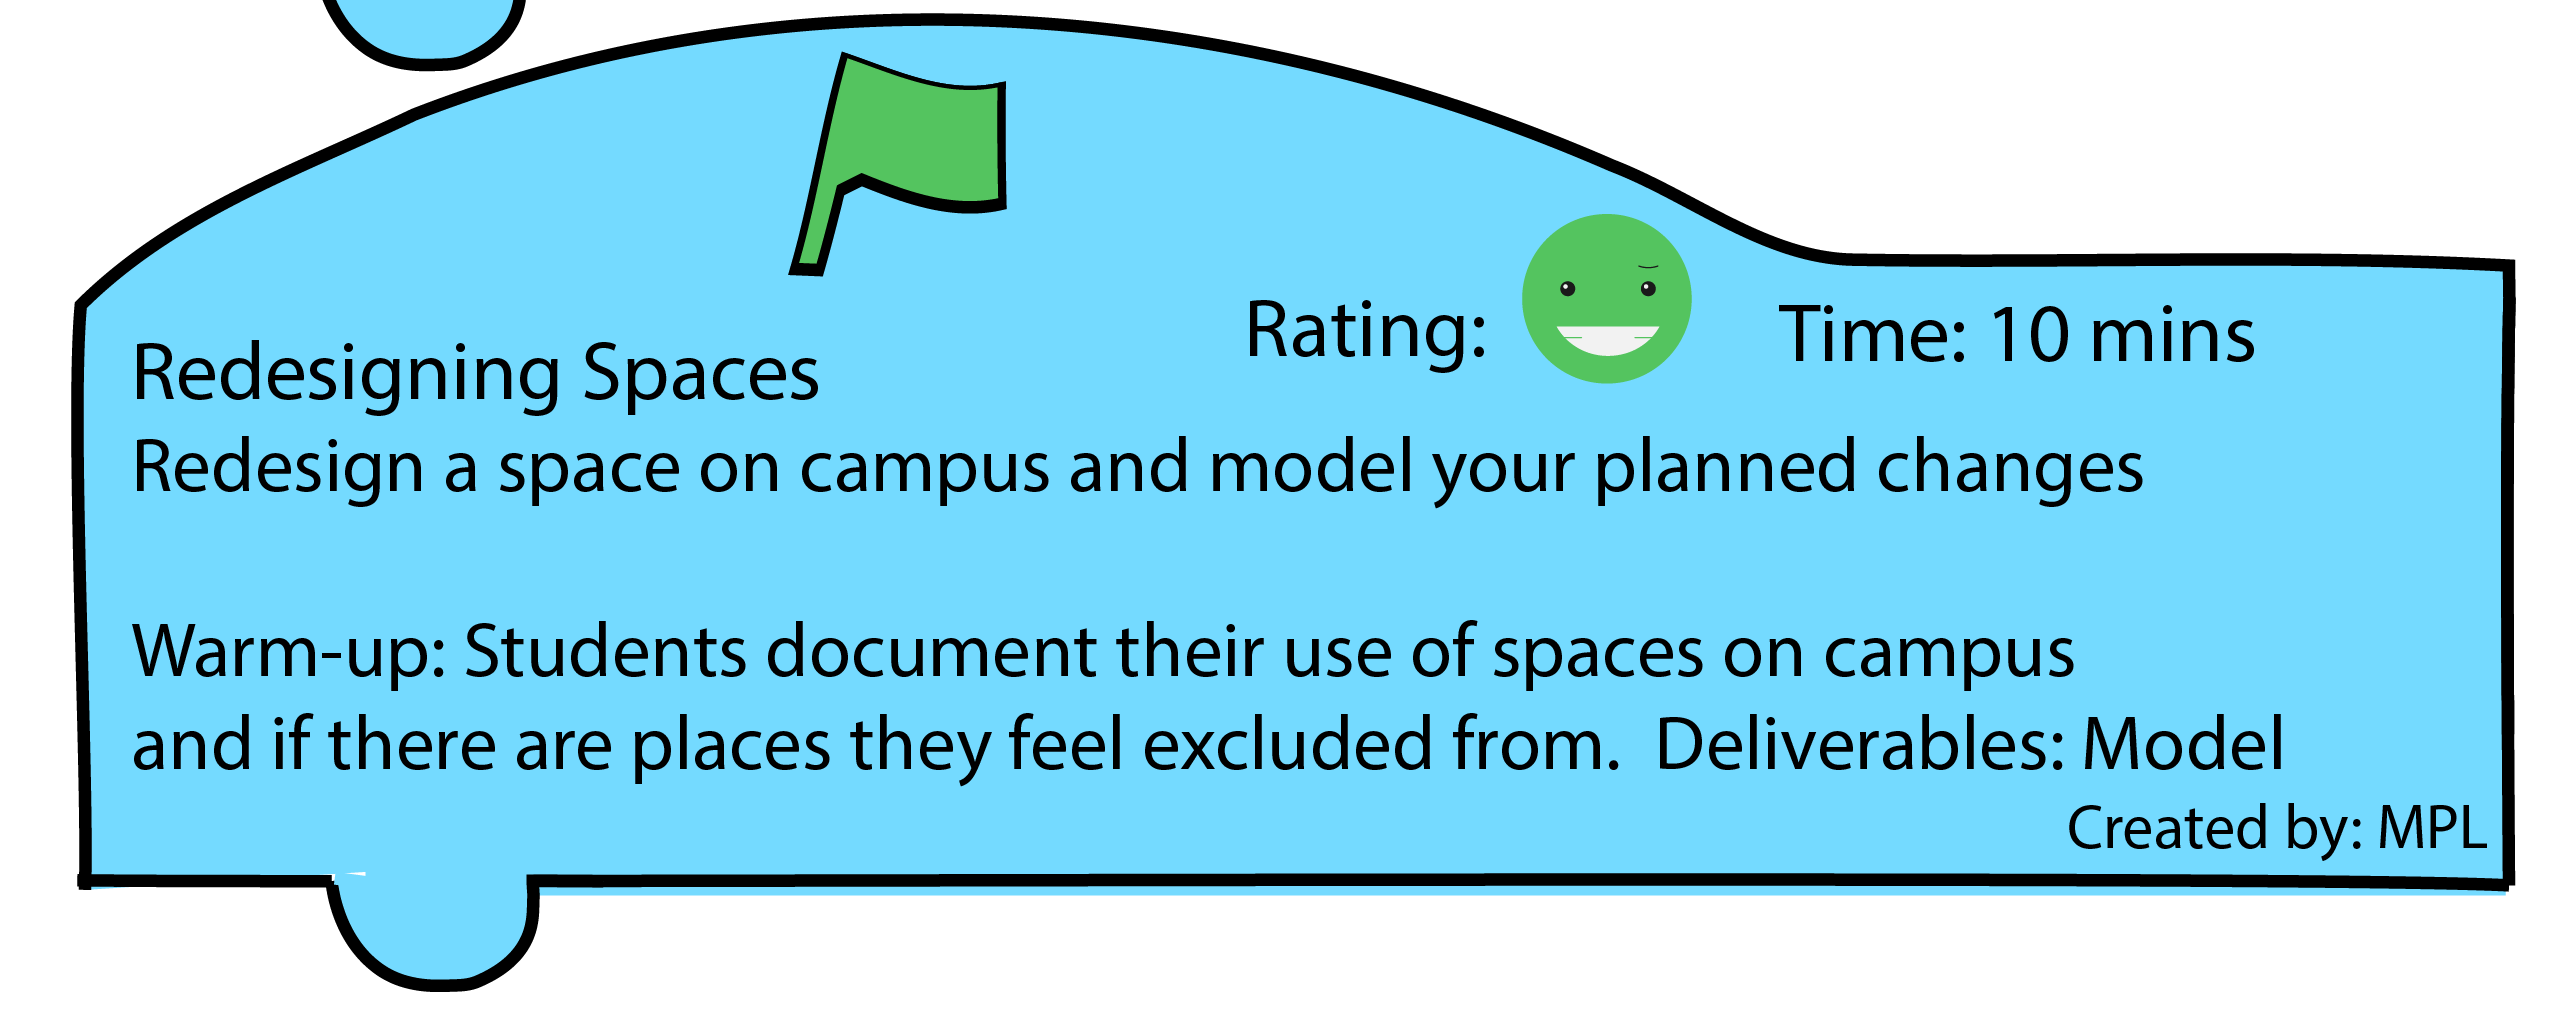 Rating: Time: 10 mins
Redesigning Spaces
Redesign a space on campus and model your planned changes
Warm-up: Students document their use of spaces on campus
and if there are places they feel excluded from.  Deliverables: Model
Created by: MPL